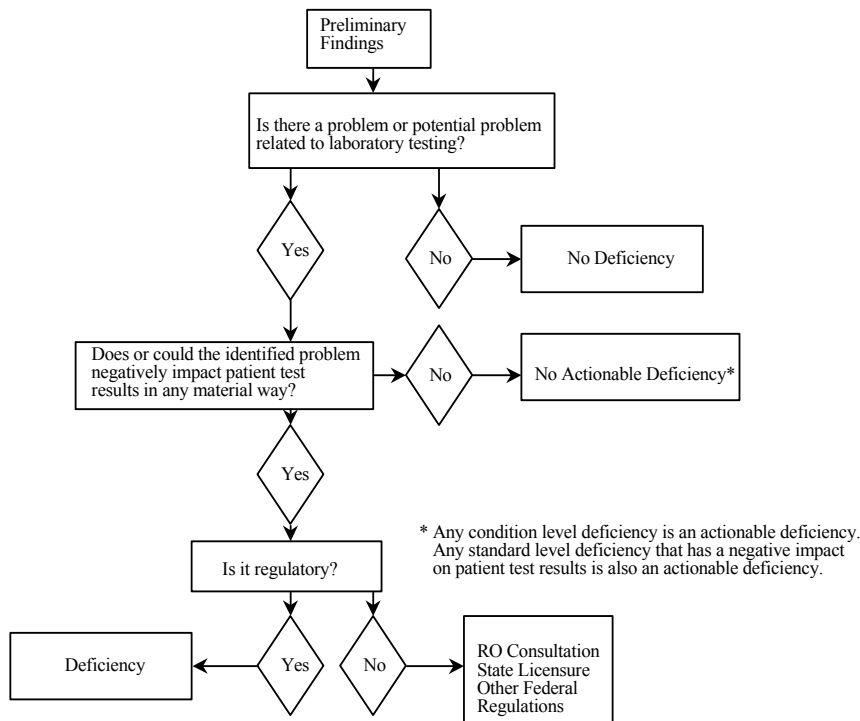 Preliminary
Findings
Is there a problem or potential problem
related to laboratory testing?
Yes
No
No Deficiency
Does or could the identified problem
negatively impact patient test
results in any material way?
No
No Actionable Deficiency*
Yes
* Any condition level deficiency is an actionable deficiency.
Any standard level deficiency that has a negative impact
on patient test results is also an actionable deficiency.
Is it regulatory?
Deficiency
Yes
No
RO Consultation
State Licensure
Other Federal
Regulations